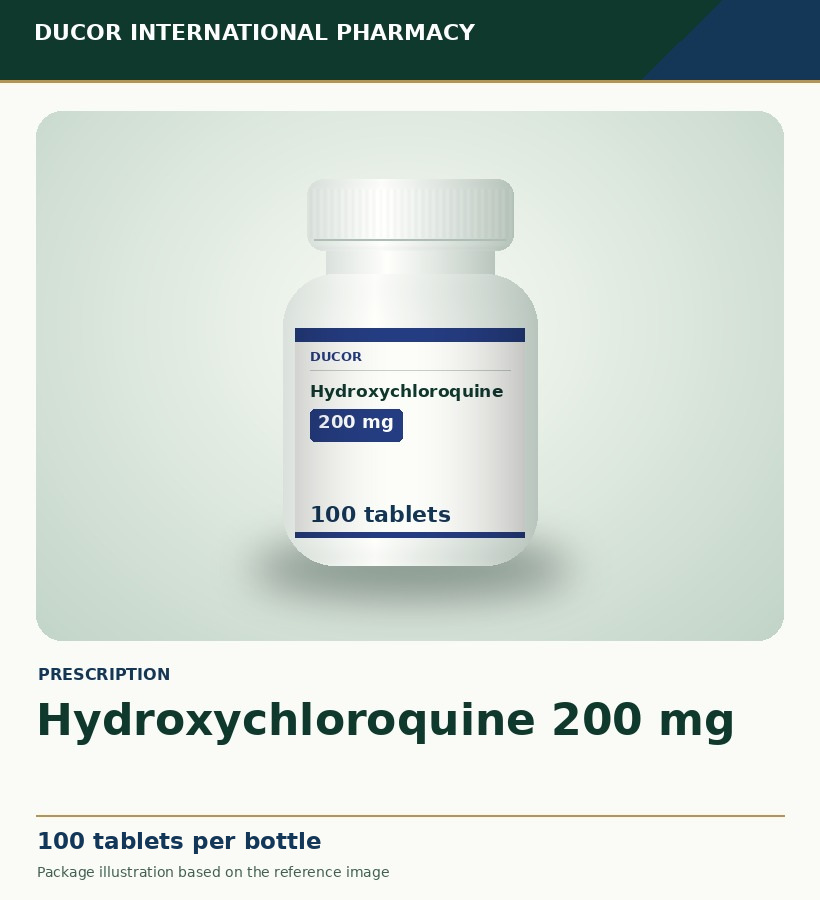 DUCOR INTERNATIONAL PHARMACY
DUCOR
Hydroxychloroquine
200 mg
100 tablets
PRESCRIPTION
Hydroxychloroquine 200 mg
100 tablets per bottle
Package illustration based on the reference image